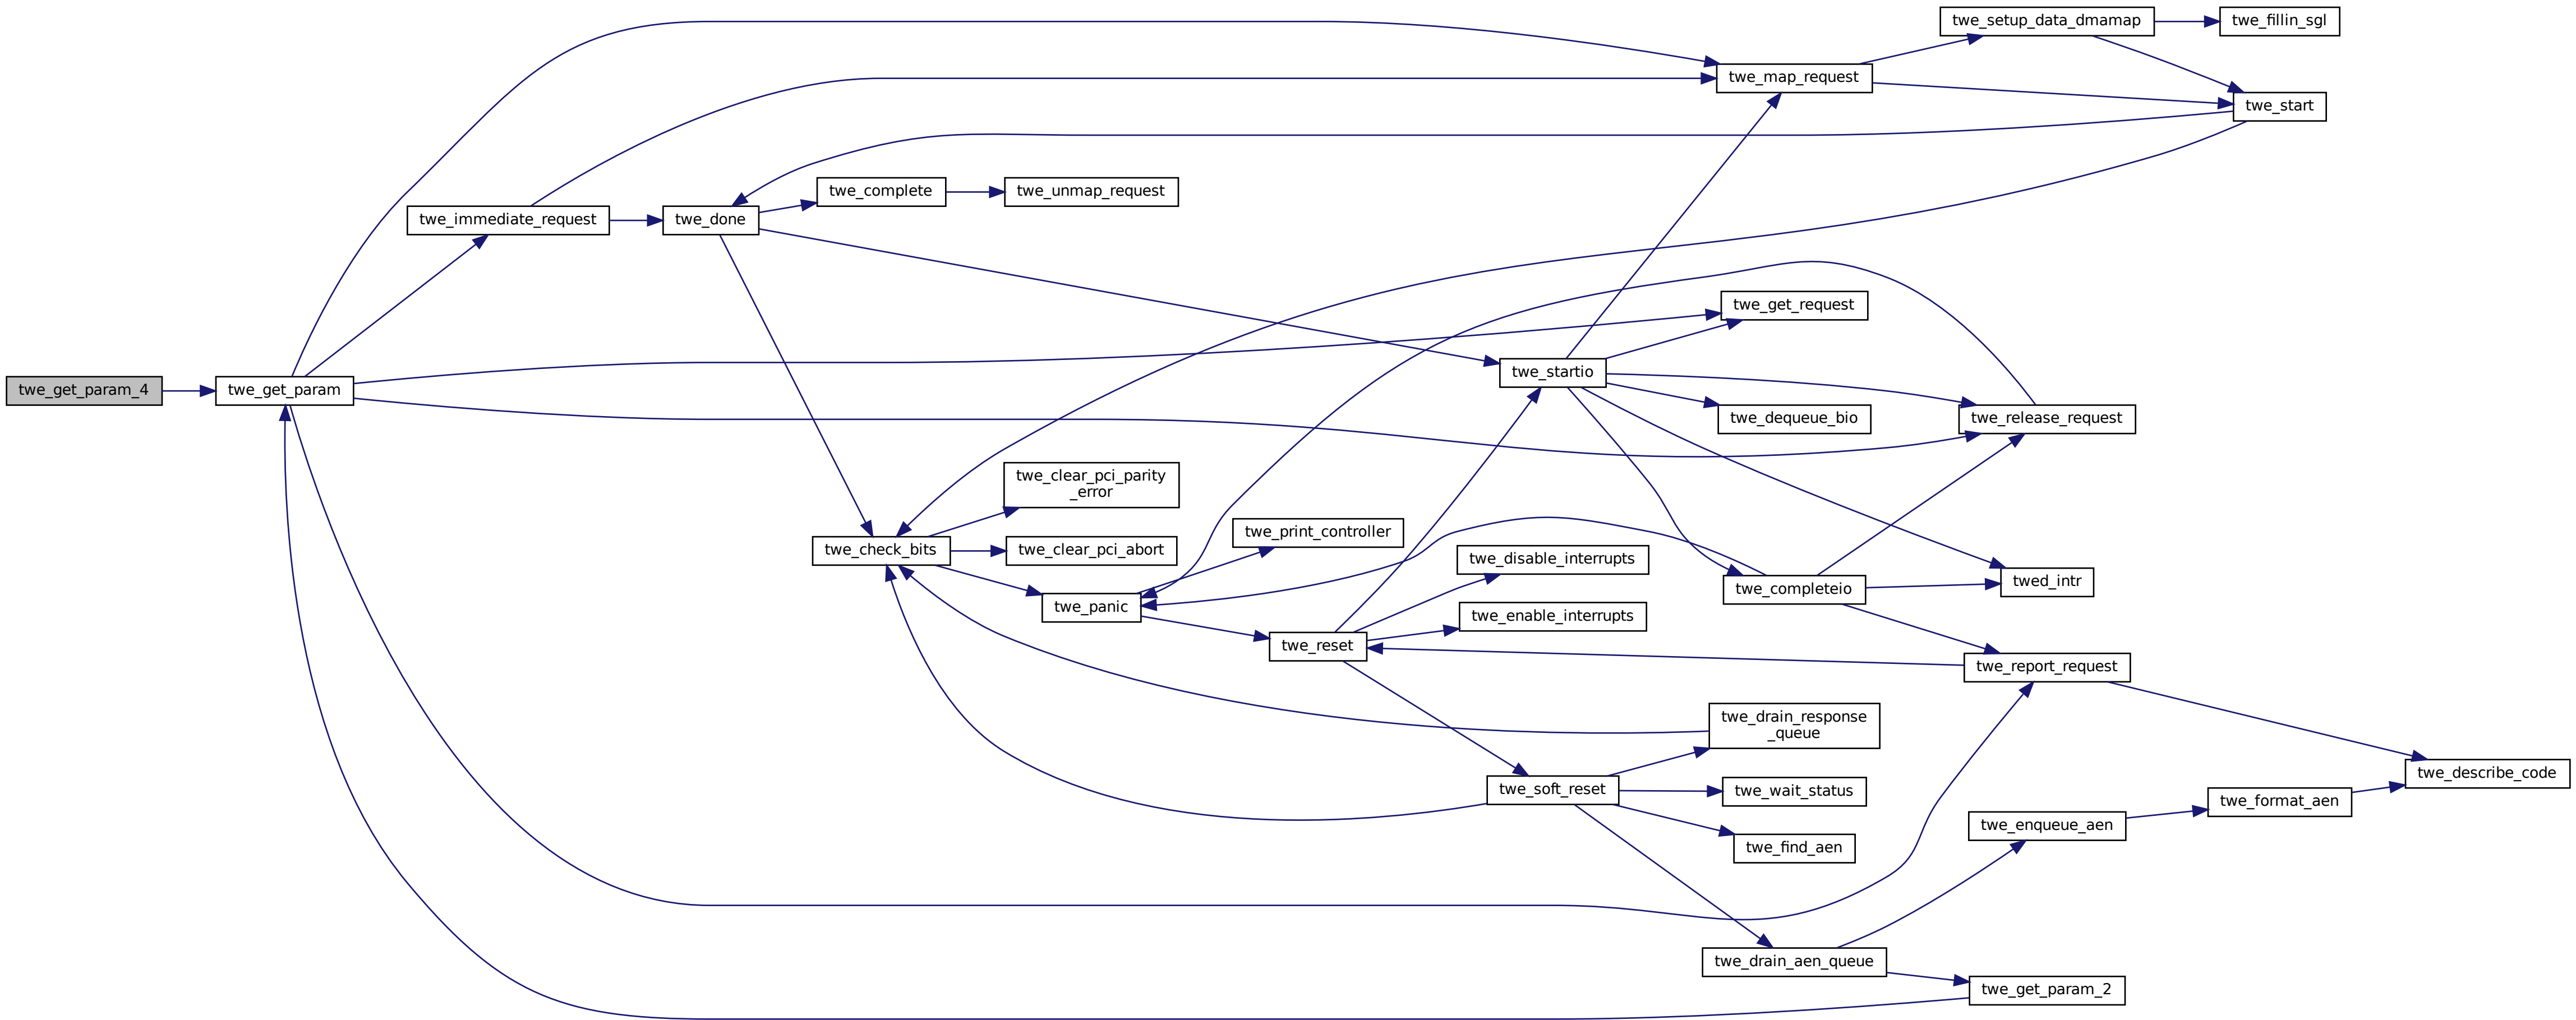 twe_setup_data_dmamap
twe_fillin_sgl
twe_map_request
twe_start
twe_complete
twe_unmap_request
twe_immediate_request
twe_done
twe_get_request
twe_startio
twe_get_param_4
twe_get_param
twe_dequeue_bio
twe_release_request
twe_clear_pci_parity
_error
twe_print_controller
twe_check_bits
twe_clear_pci_abort
twe_disable_interrupts
twe_completeio
twed_intr
twe_panic
twe_enable_interrupts
twe_reset
twe_report_request
twe_drain_response
_queue
twe_describe_code
twe_soft_reset
twe_wait_status
twe_format_aen
twe_enqueue_aen
twe_find_aen
twe_drain_aen_queue
twe_get_param_2